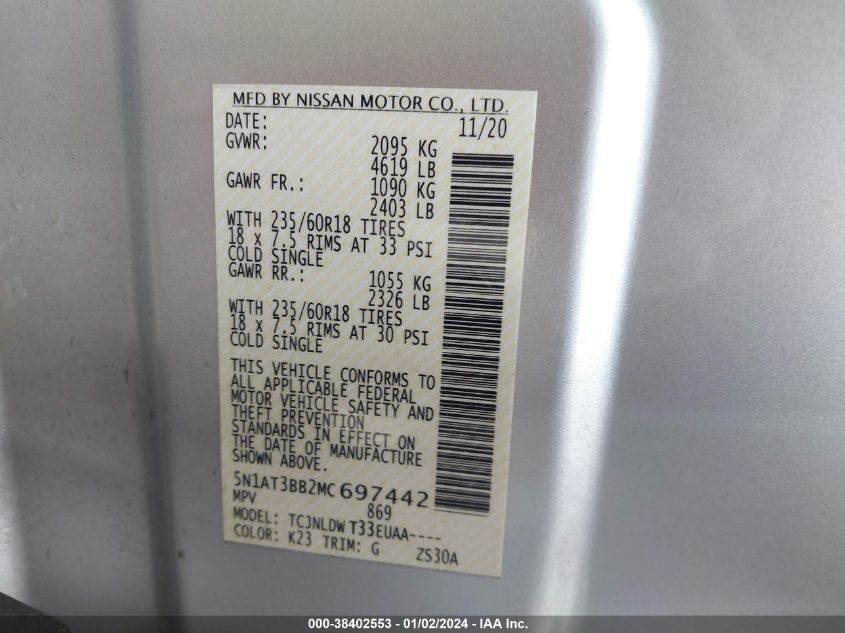 MFD BY NISSAN MOTOR CO., LTD.
DATE: 11/20
GVWR: 2095 KG
4619 LB
GAWR FR.: 1090 KG
2403 LB
WITH 235/60R18 TIRES
18 x 7.5 RIMS AT 33 PSI
COLD SINGLE
GAWR RR.: 1055 KG
2326 LB
WITH 235/60R18 TIRES
18 x 7.5 RIMS AT 30 PSI
COLD SINGLE
THIS VEHICLE CONFORMS TO
ALL APPLICABLE FEDERAL
MOTOR VEHICLE SAFETY AND
THEFT PREVENTION
STANDARDS IN EFFECT ON
THE DATE OF MANUFACTURE
SHOWN ABOVE.
5N1AT3BB2MC697442
MPV 869
MODEL: TCJNLDW T33EUAA----
COLOR: K23 TRIM: G ZS30A
000-38402553 - 01/02/2024 - IAA Inc.